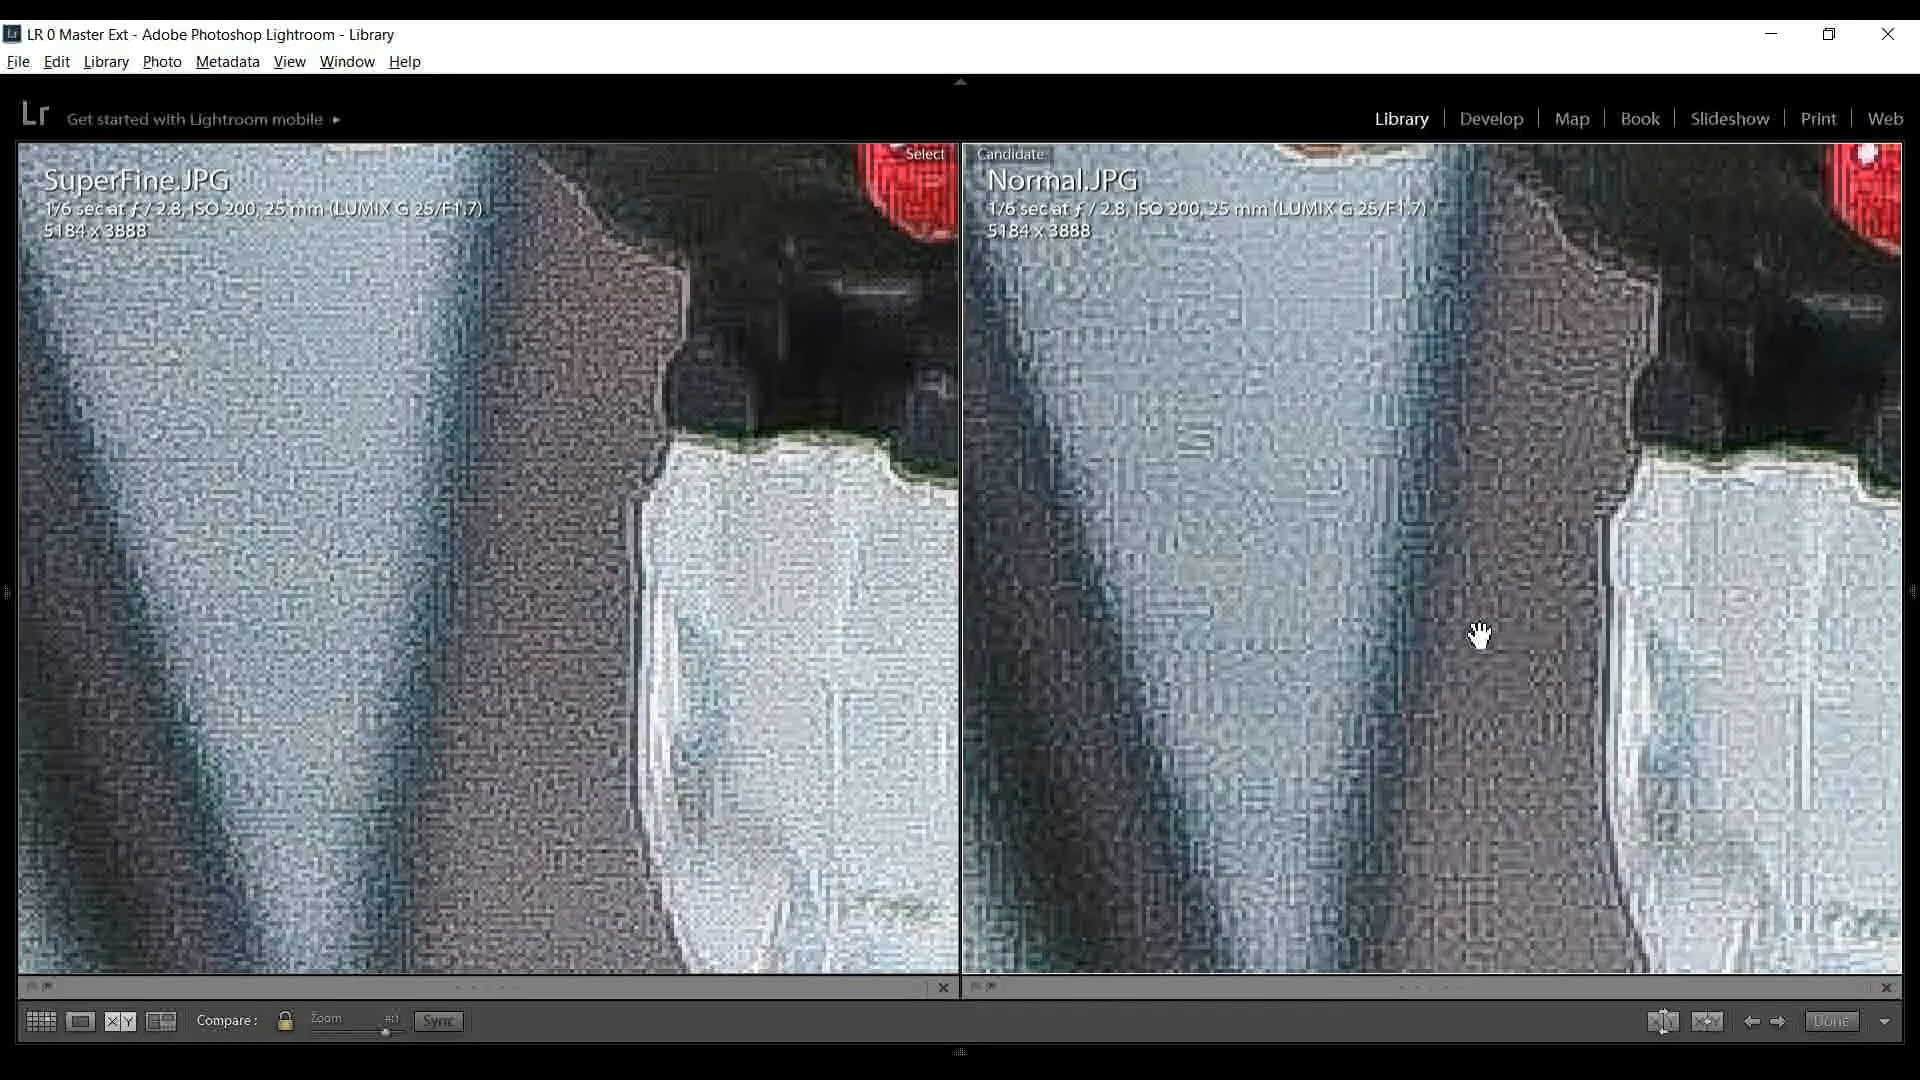 LR 0 Master Ext - Adobe Photoshop Lightroom - Library
File Edit Library Photo Metadata View Window Help
Lr Get started with Lightroom mobile
Library Develop Map Book Slideshow Print Web
Select
SuperFine.JPG
1/6 sec at ƒ / 2.8, ISO 200, 25 mm (LUMIX G 25/F1.7)
5184 x 3888
Candidate
Normal.JPG
1/6 sec at ƒ / 2.8, ISO 200, 25 mm (LUMIX G 25/F1.7)
5184 x 3888
XY Compare : Zoom 4:1 Sync
Done